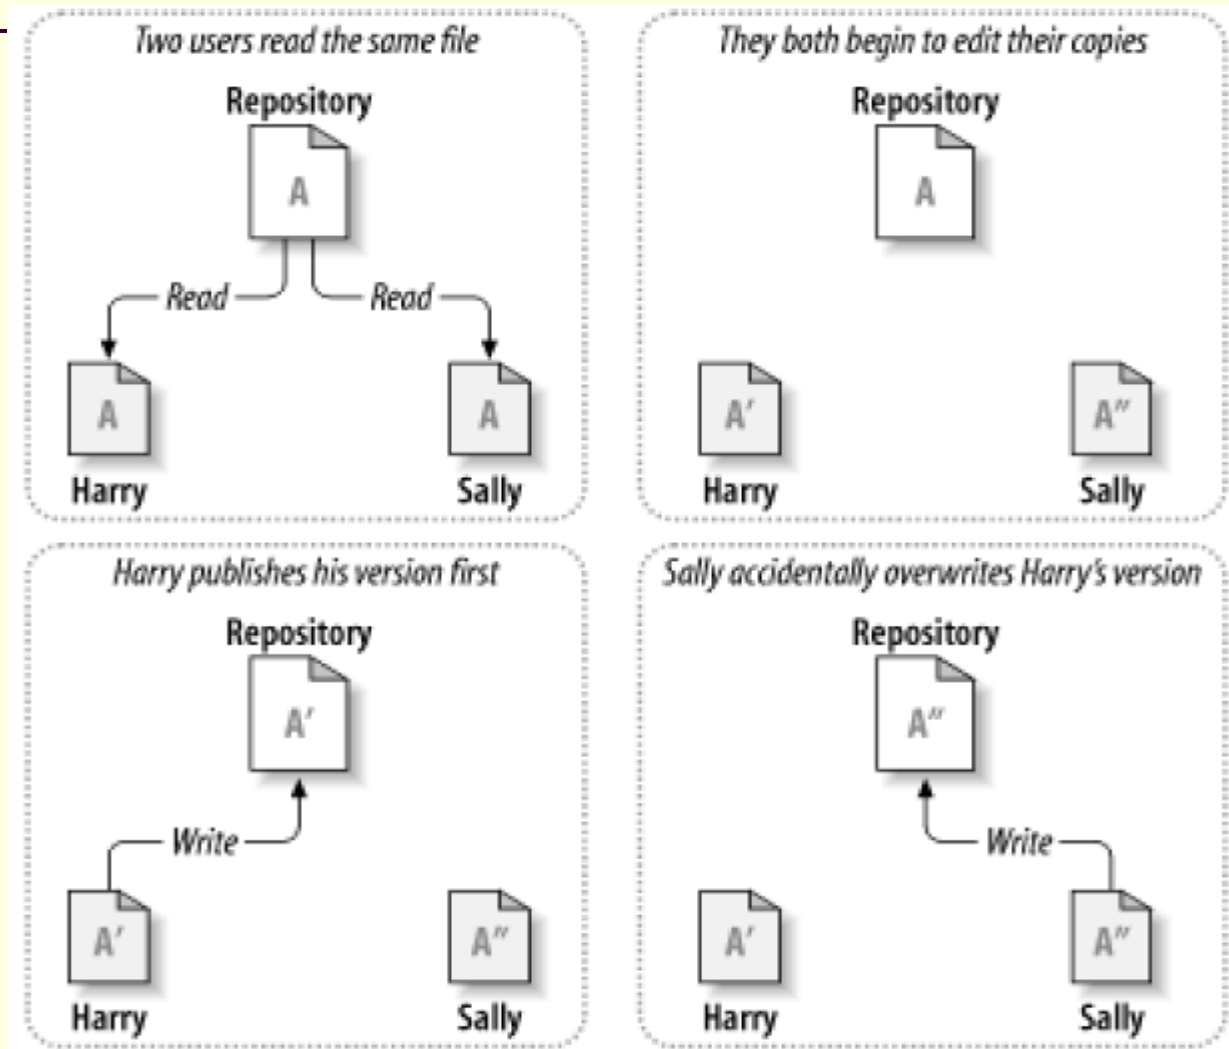 Two users read the same file
Repository
A
Read
Read
A
A
Harry
Sally
They both begin to edit their copies
Repository
A
A′
A″
Harry
Sally
Harry publishes his version first
Repository
A′
Write
A′
A″
Harry
Sally
Sally accidentally overwrites Harry’s version
Repository
A″
Write
A′
A″
Harry
Sally